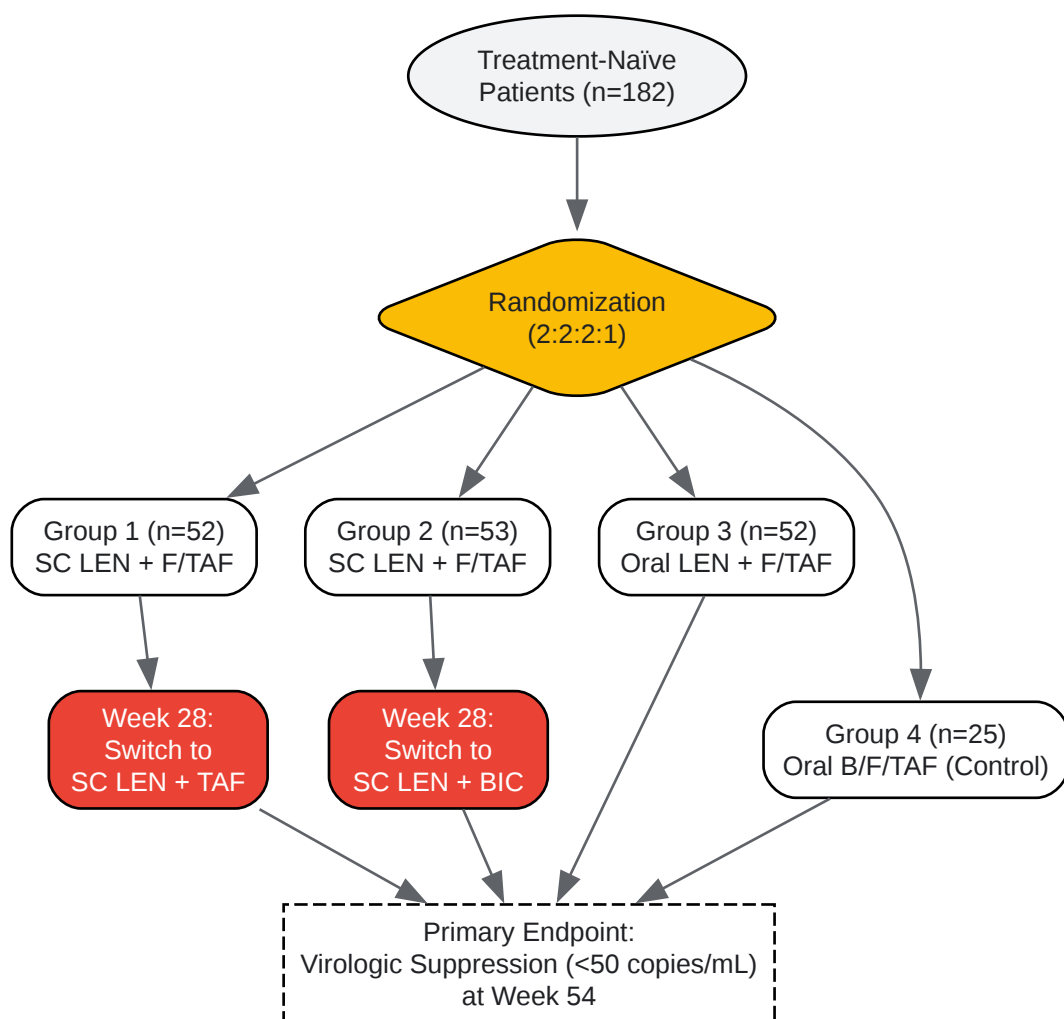 Treatment-Naïve
Patients (n=182)
Randomization
(2:2:2:1)
Group 1 (n=52)
SC LEN + F/TAF
Group 2 (n=53)
SC LEN + F/TAF
Group 3 (n=52)
Oral LEN + F/TAF
Week 28:
Switch to
SC LEN + TAF
Week 28:
Switch to
SC LEN + BIC
Group 4 (n=25)
Oral B/F/TAF (Control)
Primary Endpoint:
Virologic Suppression (<50 copies/mL)
at Week 54